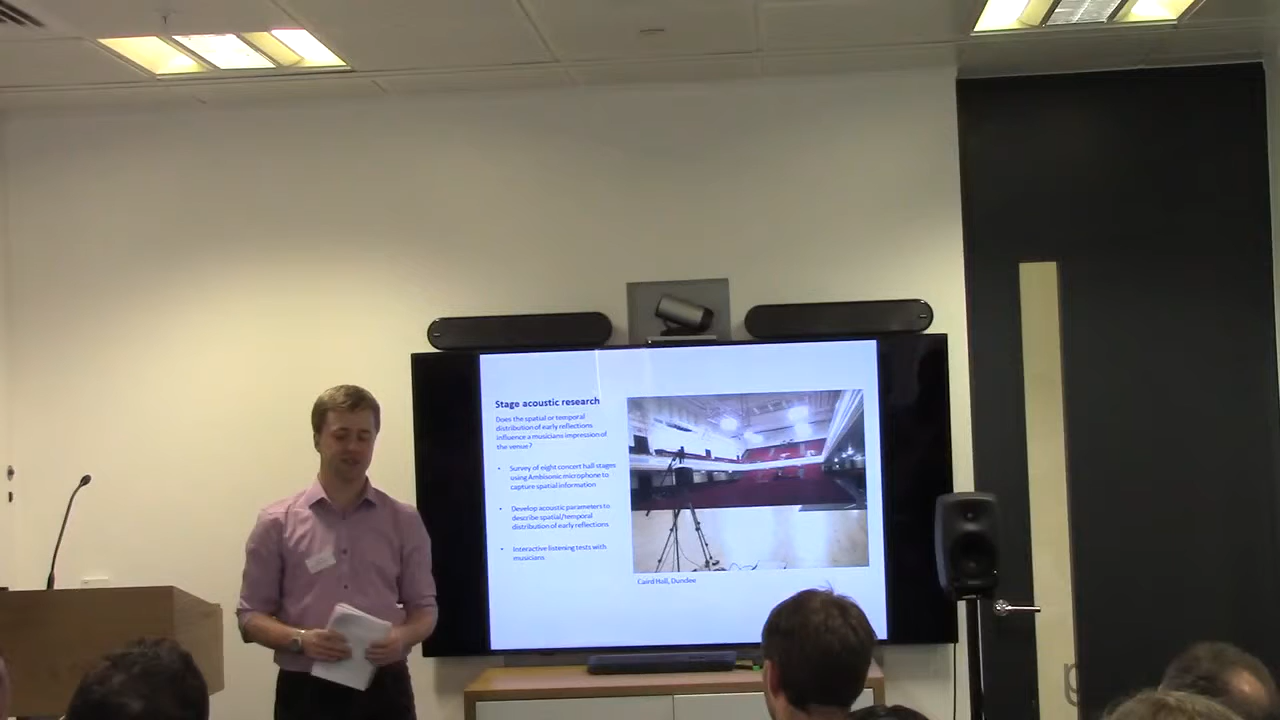 Stage acoustic research
Does the spatial or temporal
distribution of early reflections
influence a musicians impression of
the venue?
• Survey of eight concert hall stages
using Ambisonic microphone to
capture spatial information
• Develop acoustic parameters to
describe spatial/temporal
distribution of early reflections
• Interactive listening tests with
musicians
Caird Hall, Dundee